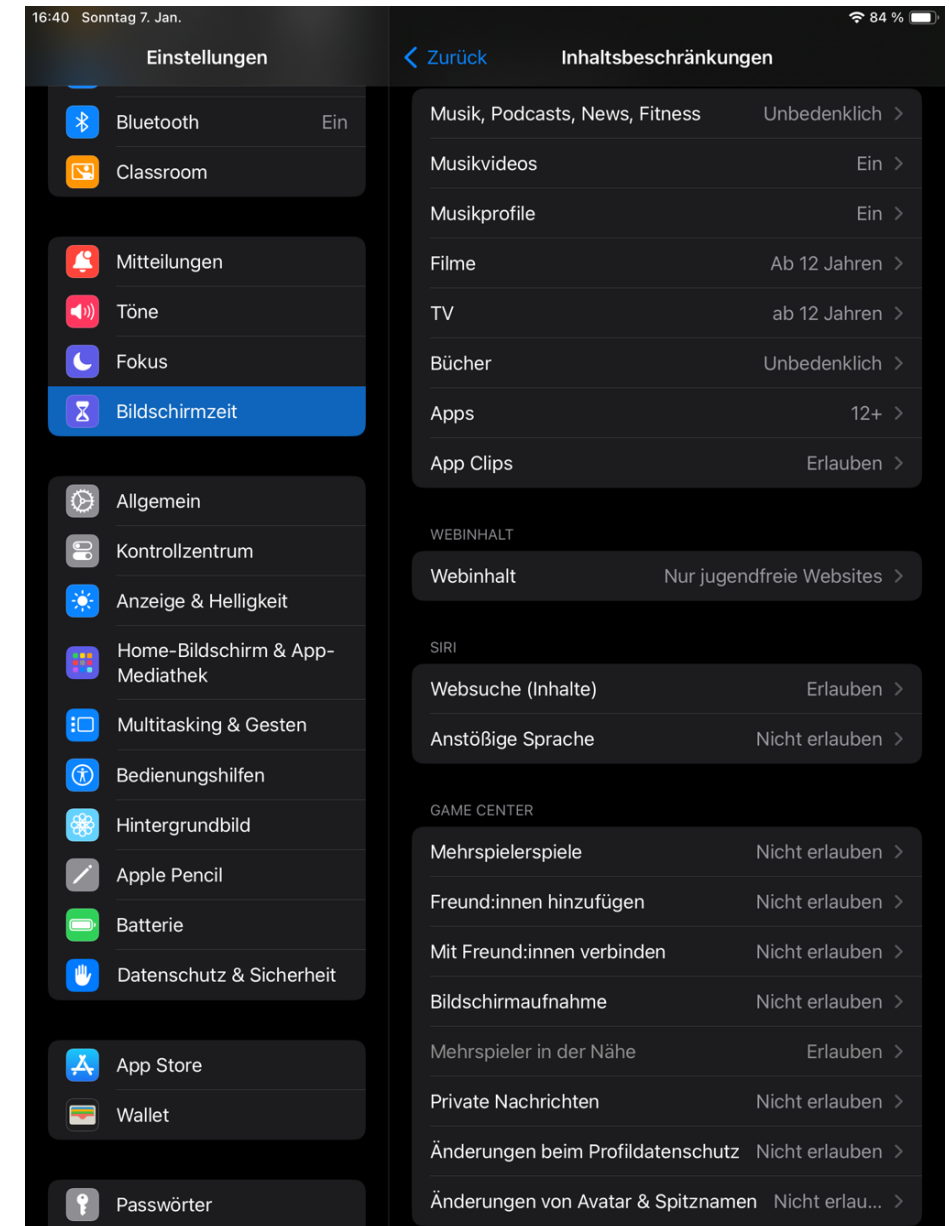 16:40 Sonntag 7. Jan.
84 %
Einstellungen
Bluetooth Ein
Classroom
Mitteilungen
Töne
Fokus
Bildschirmzeit
Allgemein
Kontrollzentrum
Anzeige & Helligkeit
Home-Bildschirm & App-
Mediathek
Multitasking & Gesten
Bedienungshilfen
Hintergrundbild
Apple Pencil
Batterie
Datenschutz & Sicherheit
App Store
Wallet
Passwörter
Zurück
Inhaltsbeschränkungen
Musik, Podcasts, News, Fitness Unbedenklich
Musikvideos Ein
Musikprofile Ein
Filme Ab 12 Jahren
TV ab 12 Jahren
Bücher Unbedenklich
Apps 12+
App Clips Erlauben
WEBINHALT
Webinhalt Nur jugendfreie Websites
SIRI
Websuche (Inhalte) Erlauben
Anstößige Sprache Nicht erlauben
GAME CENTER
Mehrspielerspiele Nicht erlauben
Freund:innen hinzufügen Nicht erlauben
Mit Freund:innen verbinden Nicht erlauben
Bildschirmaufnahme Nicht erlauben
Mehrspieler in der Nähe Erlauben
Private Nachrichten Nicht erlauben
Änderungen beim Profildatenschutz Nicht erlauben
Änderungen von Avatar & Spitznamen Nicht erlau...